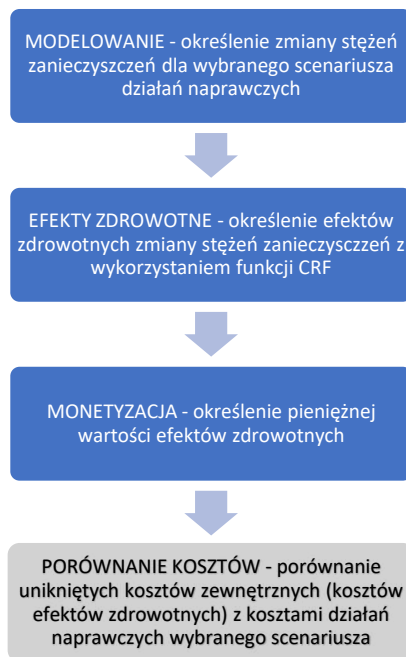 MODELOWANIE - określenie zmiany stężeń
zanieczyszczeń dla wybranego scenariusza
działań naprawczych
EFEKTY ZDROWOTNE - określenie efektów
zdrowotnych zmiany stężeń zanieczysczzeń z
wykorzystaniem funkcji CRF
MONETYZACJA - określenie pieniężnej
wartości efektów zdrowotnych
PORÓWNANIE KOSZTÓW - porównanie
unikniętych kosztów zewnętrznych (kosztów
efektów zdrowotnych) z kosztami działań
naprawczych wybranego scenariusza